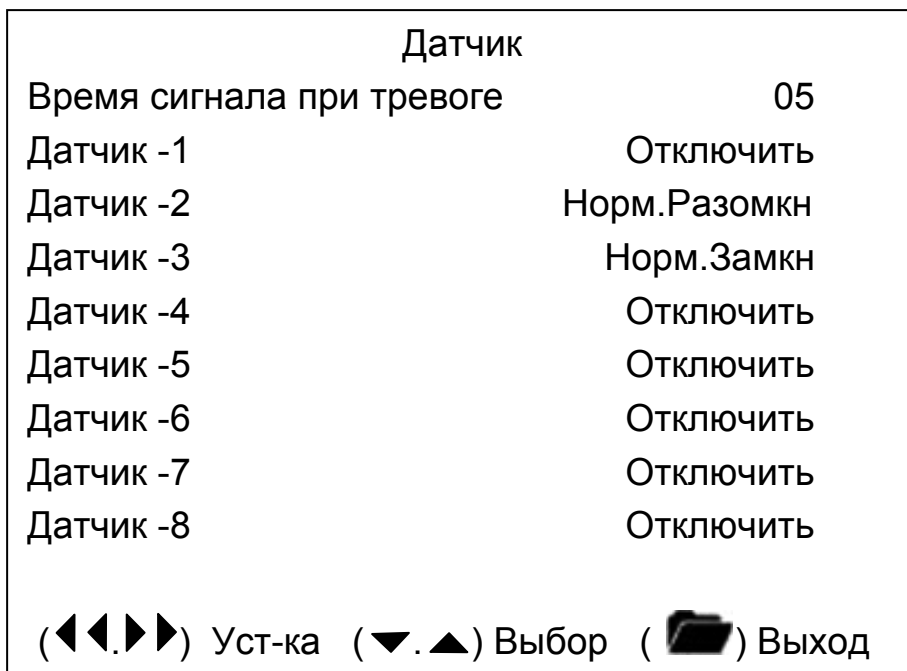 Датчик
Время сигнала при тревоге 05
Датчик -1 Отключить
Датчик -2 Норм.Разомкн
Датчик -3 Норм.Замкн
Датчик -4 Отключить
Датчик -5 Отключить
Датчик -6 Отключить
Датчик -7 Отключить
Датчик -8 Отключить
(◀◀.▶▶) Уст-ка (▼.▲) Выбор ( ) Выход